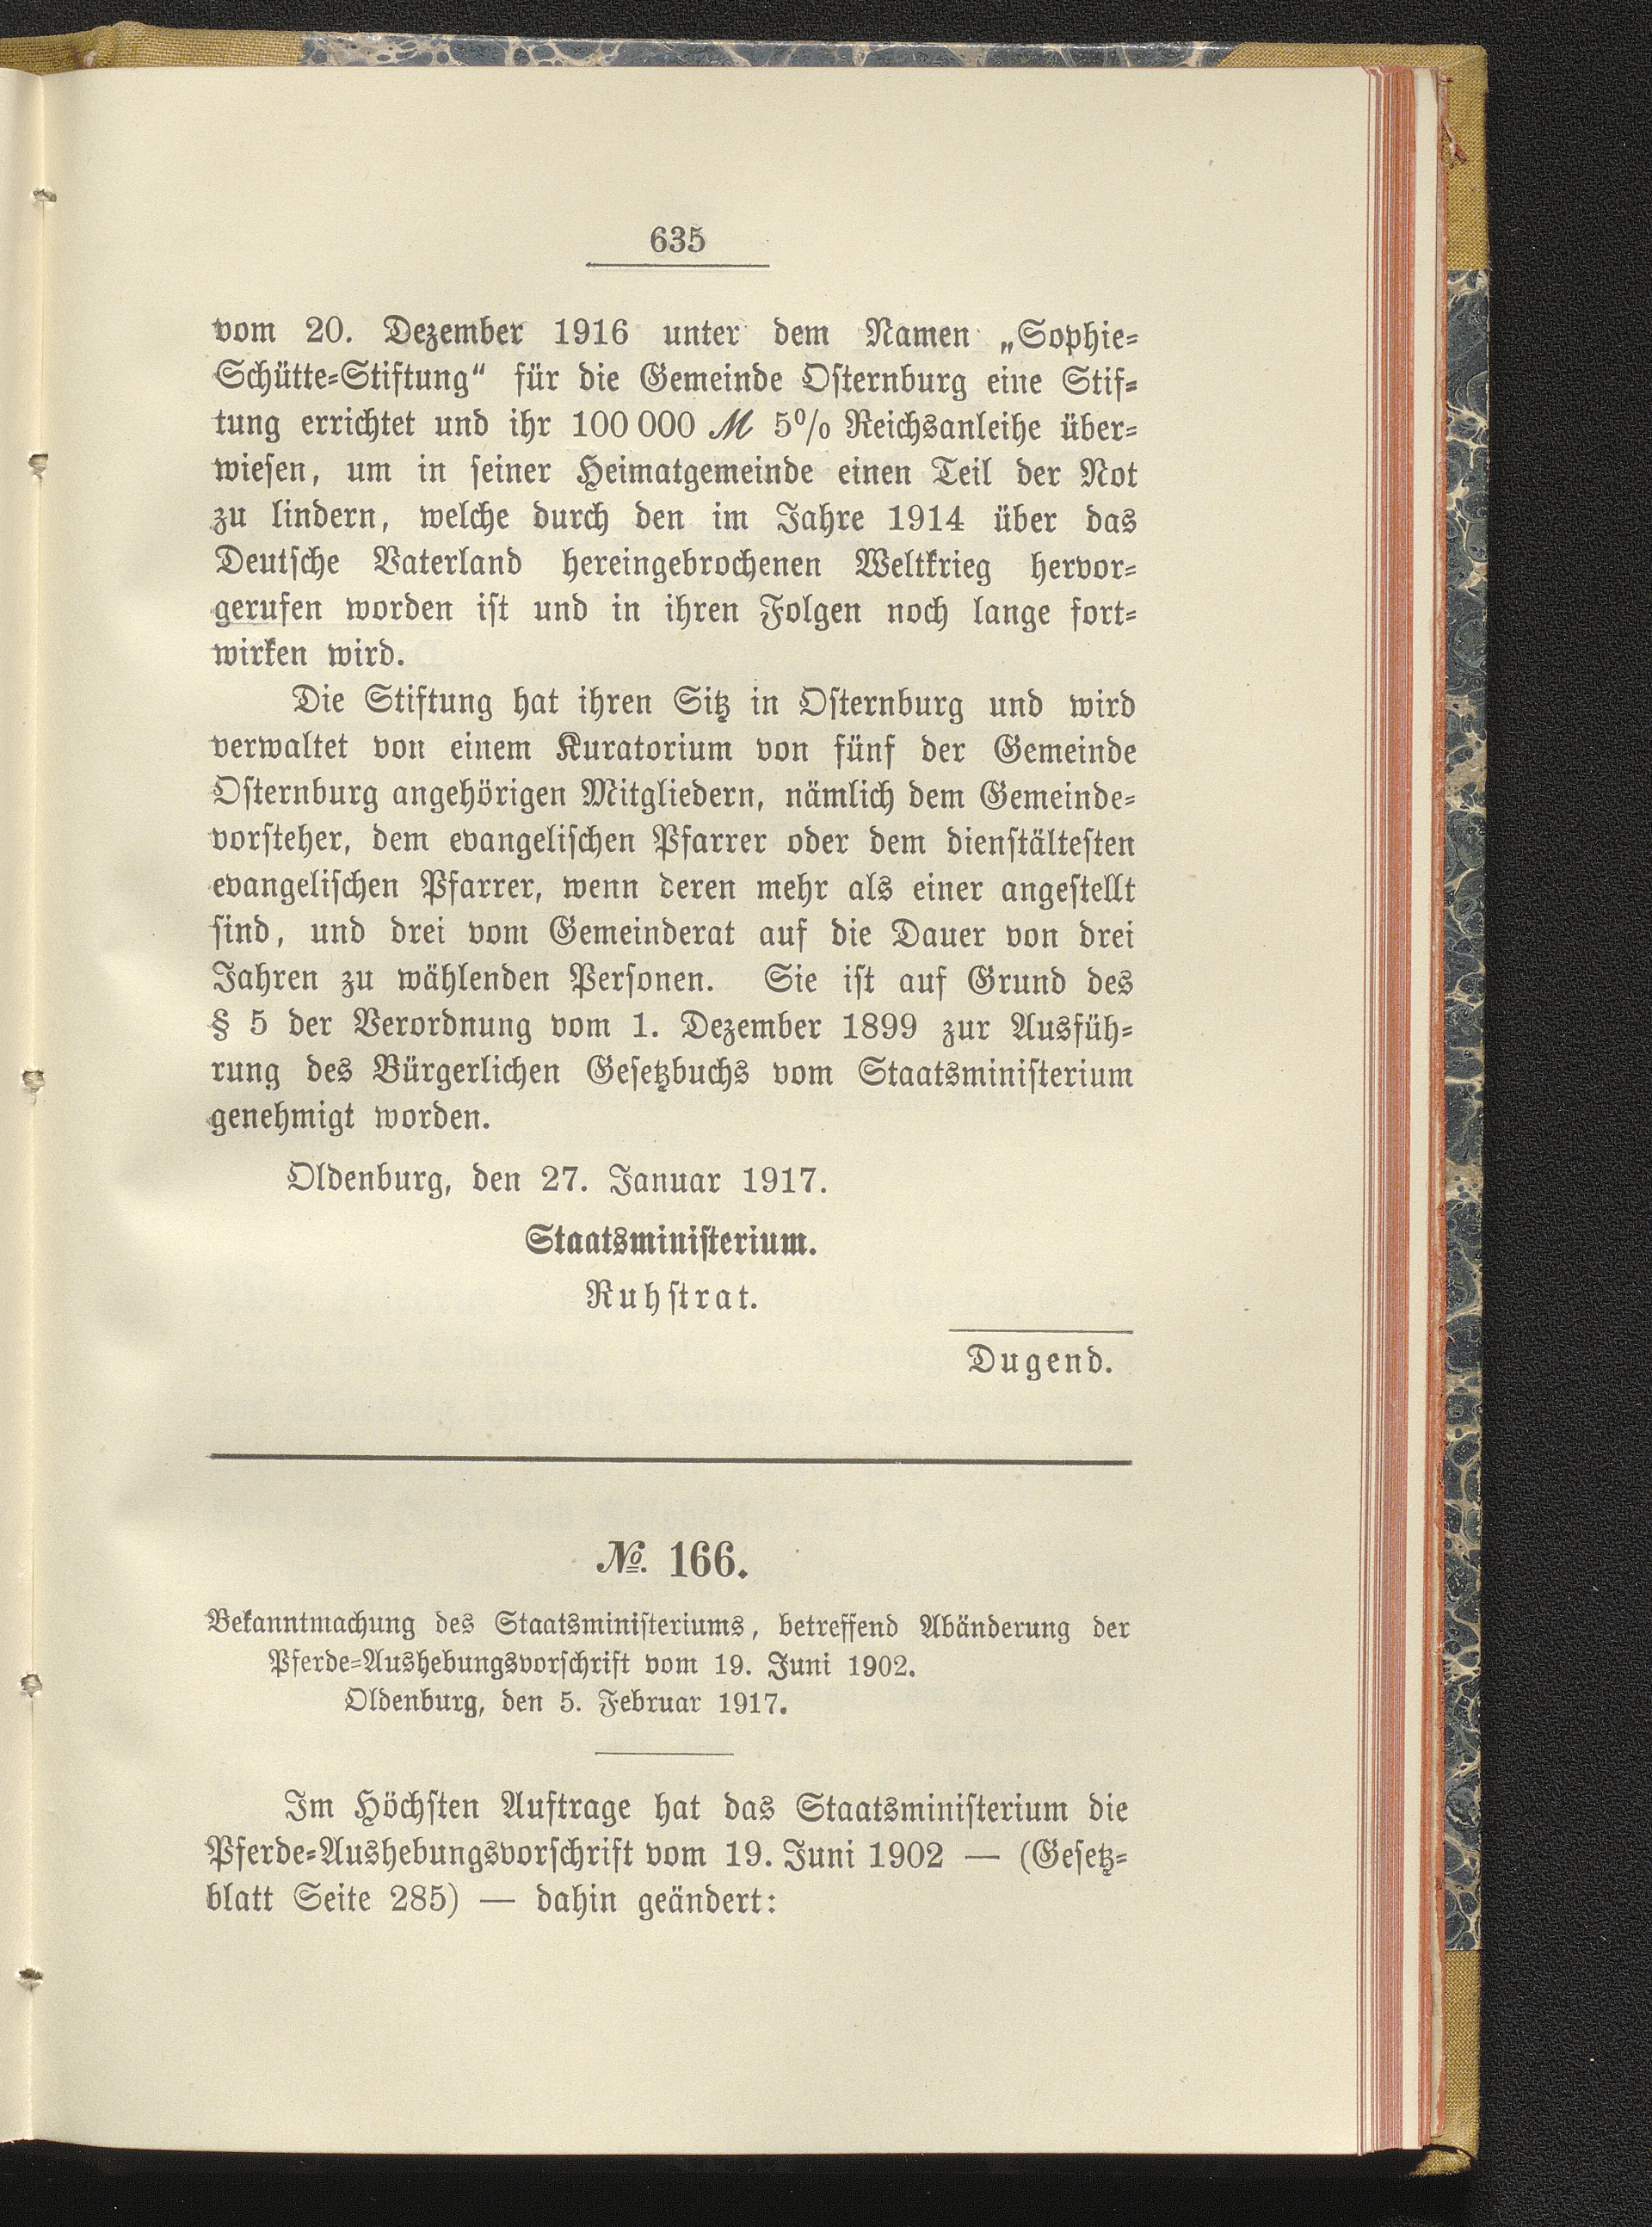 635
vom 20. Dezember 1916 unter dem Namen „Sophie-
Schütte-Stiftung“ für die Gemeinde Osternburg eine Stif-
tung errichtet und ihr 100 000 ℳ 5% Reichsanleihe über-
wiesen, um in seiner Heimatgemeinde einen Teil der Not
zu lindern, welche durch den im Jahre 1914 über das
Deutsche Vaterland hereingebrochenen Weltkrieg hervor-
gerufen worden ist und in ihren Folgen noch lange fort-
wirken wird.
Die Stiftung hat ihren Sitz in Osternburg und wird
verwaltet von einem Kuratorium von fünf der Gemeinde
Osternburg angehörigen Mitgliedern, nämlich dem Gemeinde-
vorsteher, dem evangelischen Pfarrer oder dem dienstältesten
evangelischen Pfarrer, wenn deren mehr als einer angestellt
sind, und drei vom Gemeinderat auf die Dauer von drei
Jahren zu wählenden Personen. Sie ist auf Grund des
§ 5 der Verordnung vom 1. Dezember 1899 zur Ausfüh-
rung des Bürgerlichen Gesetzbuchs vom Staatsministerium
genehmigt worden.
Oldenburg, den 27. Januar 1917.
Staatsministerium.
Ruhstrat.
Dugend.
№. 166.
Bekanntmachung des Staatsministeriums, betreffend Abänderung der
Pferde-Aushebungsvorschrift vom 19. Juni 1902.
Oldenburg, den 5. Februar 1917.
Im Höchsten Auftrage hat das Staatsministerium die
Pferde-Aushebungsvorschrift vom 19. Juni 1902 — (Gesetz-
blatt Seite 285) — dahin geändert: